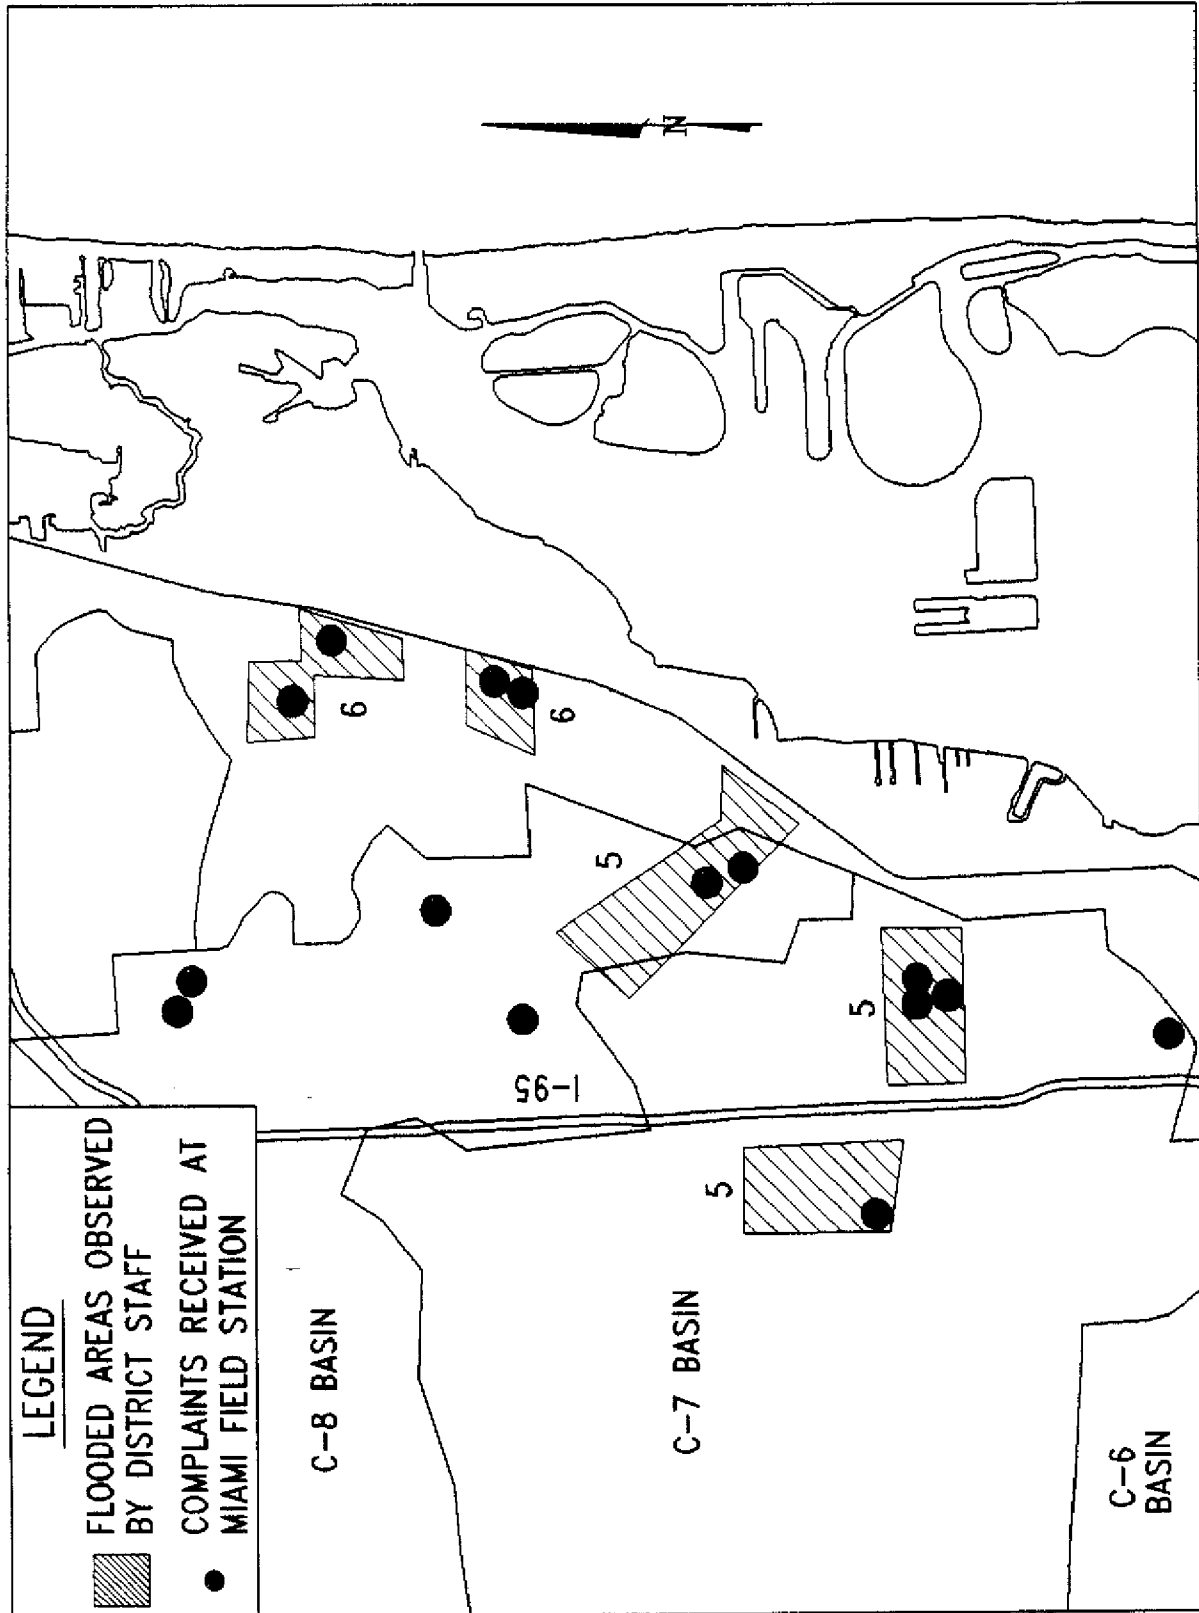 LEGEND
FLOODED AREAS OBSERVED
BY DISTRICT STAFF
COMPLAINTS RECEIVED AT
MIAMI FIELD STATION
C-8 BASIN
C-7 BASIN
C-6
BASIN
I-95
5
5
5
6
6
N